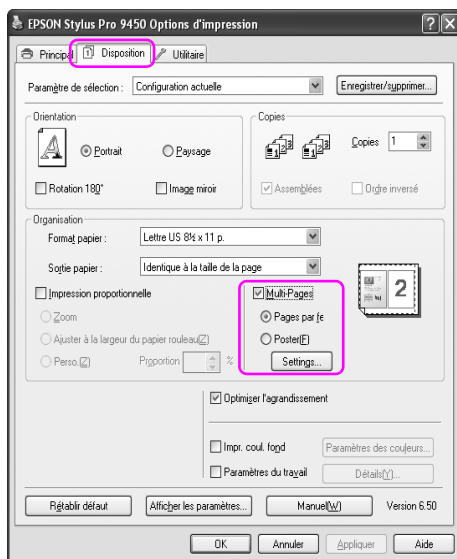 EPSON Stylus Pro 9450 Options d'impression
Principal Disposition Utilitaire
Paramètre de sélection : Configuration actuelle Enregistrer/supprimer...
Orientation Copies
Portrait Paysage Copies 1
Rotation 180° Image miroir Assemblées Ordre inversé
Organisation
Format papier : Lettre US 8½ x 11 p.
Sortie papier : Identique à la taille de la page
Impression proportionnelle Multi-Pages
Zoom Pages par fe
Ajuster à la largeur du papier rouleau(Z) Poster(F)
Perso.(Z) Proportion % Settings...
2
Optimiser l'agrandissement
Impr. coul. fond Paramètres des couleurs...
Paramètres du travail Détails(Y)...
Rétablir défaut Afficher les paramètres... Manuel(W) Version 6.50
OK Annuler Appliquer Aide